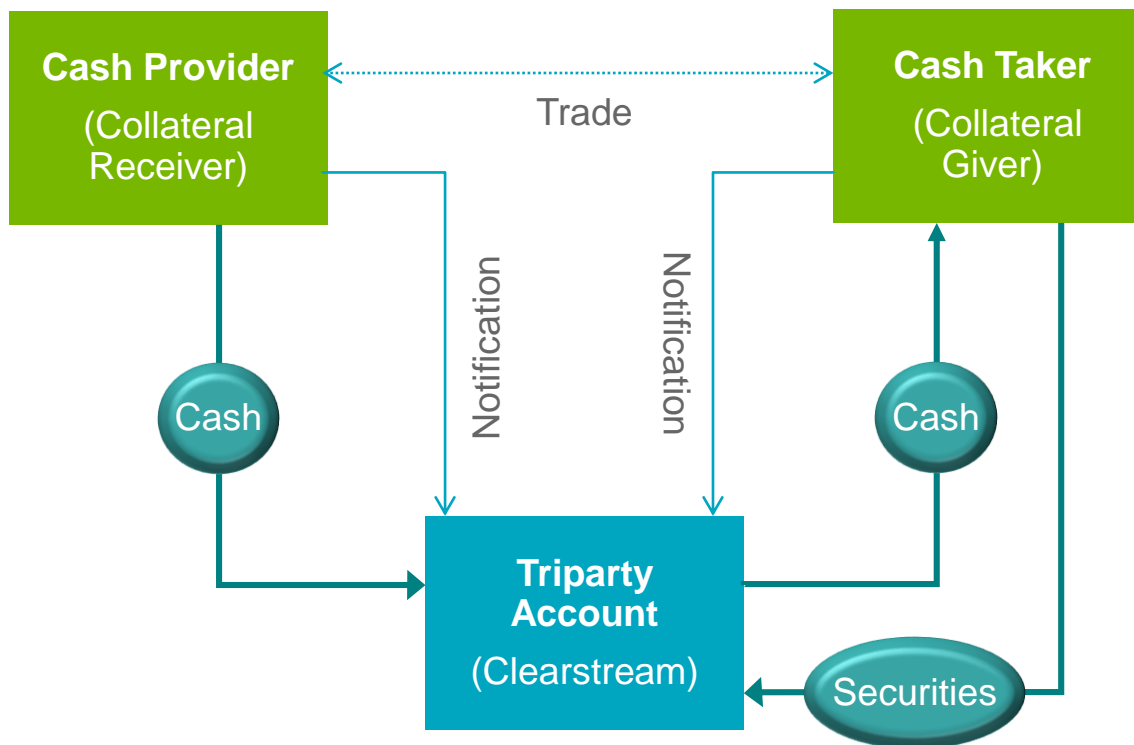 Cash Provider
(Collateral
Receiver)
Trade
Cash Taker
(Collateral
Giver)
Notification
Notification
Cash
Cash
Triparty
Account
(Clearstream)
Securities